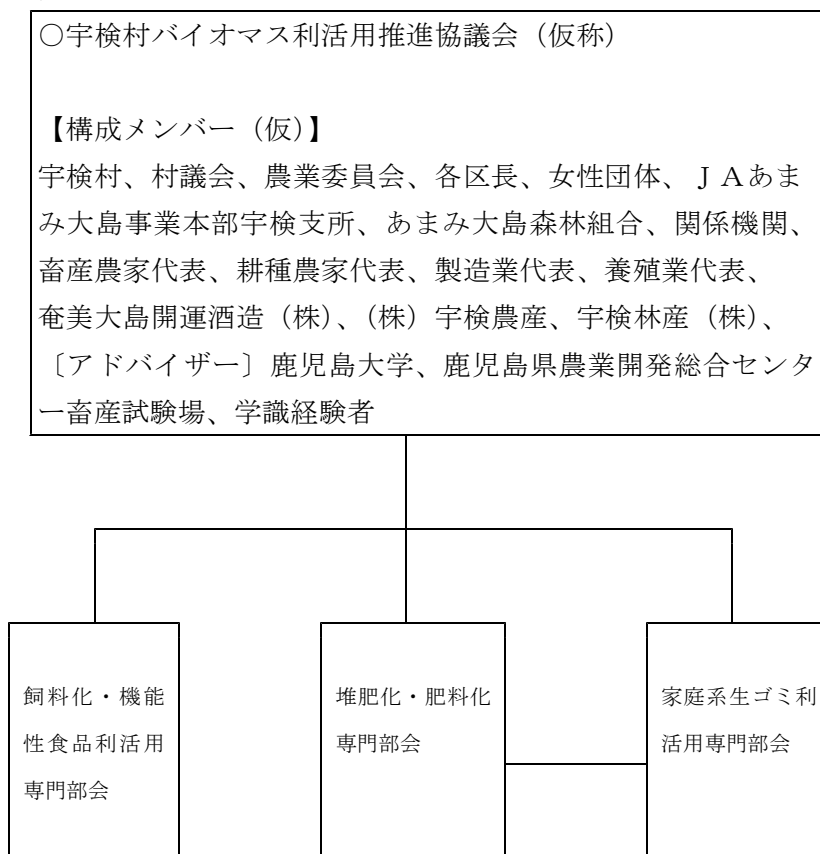 ○宇検村バイオマス利活用推進協議会（仮称）
【構成メンバー（仮）】
宇検村、村議会、農業委員会、各区長、女性団体、ＪＡあま
み大島事業本部宇検支所、あまみ大島森林組合、関係機関、
畜産農家代表、耕種農家代表、製造業代表、養殖業代表、
奄美大島開運酒造（株）、（株）宇検農産、宇検林産（株）、
〔アドバイザー〕鹿児島大学、鹿児島県農業開発総合センタ
ー畜産試験場、学識経験者
飼料化・機能
性食品利活用
専門部会
堆肥化・肥料化
専門部会
家庭系生ゴミ利
活用専門部会